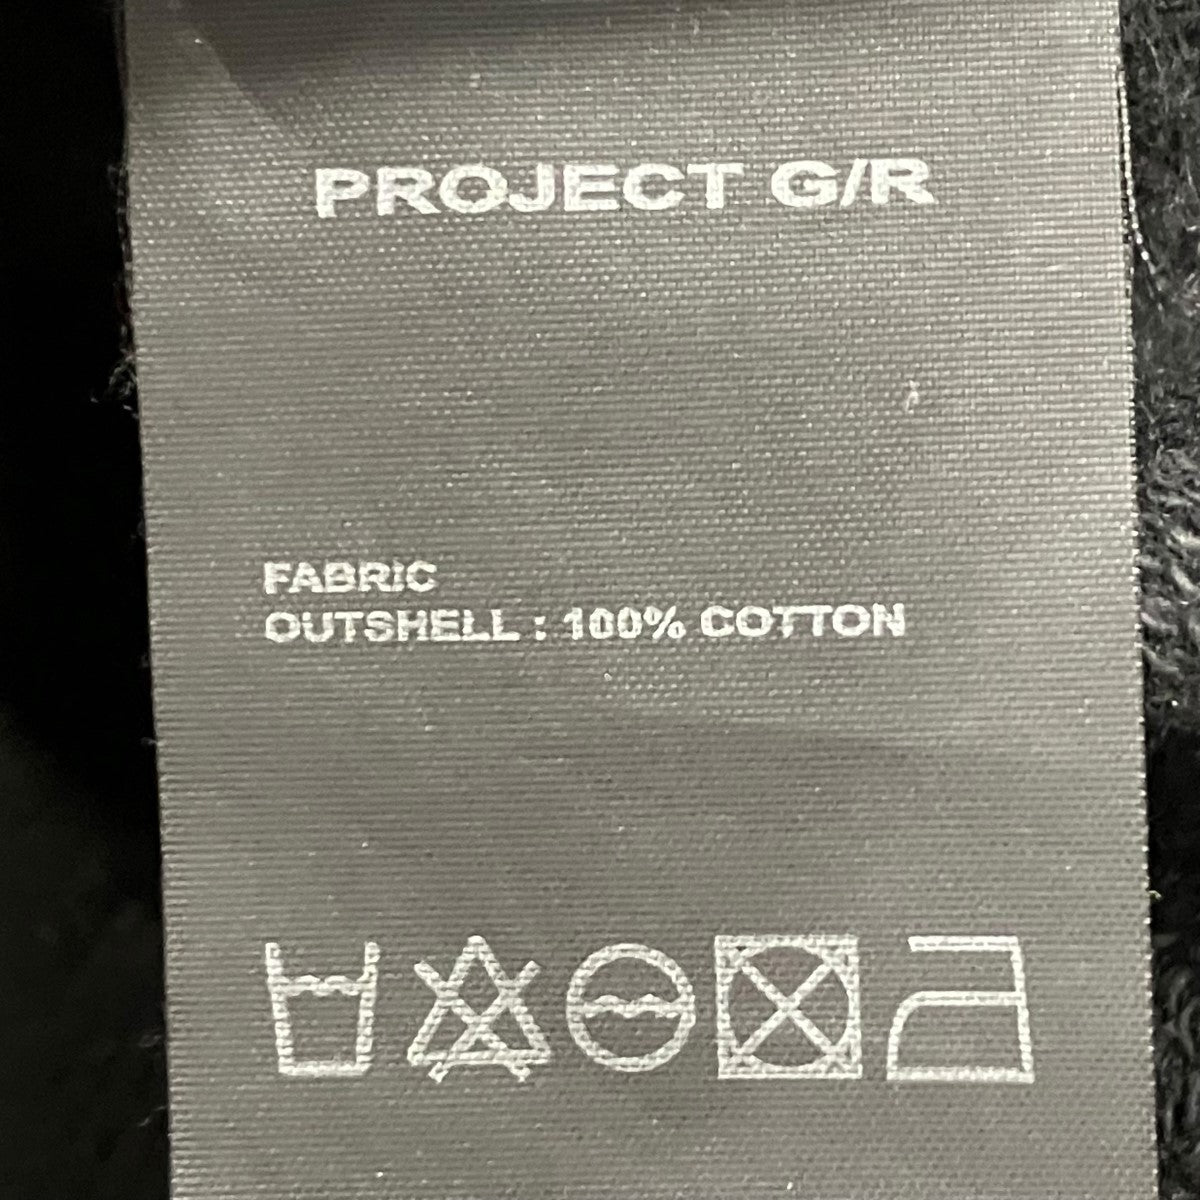 PROJECT G/R
FABRIC
OUTSHELL : 100% COTTON